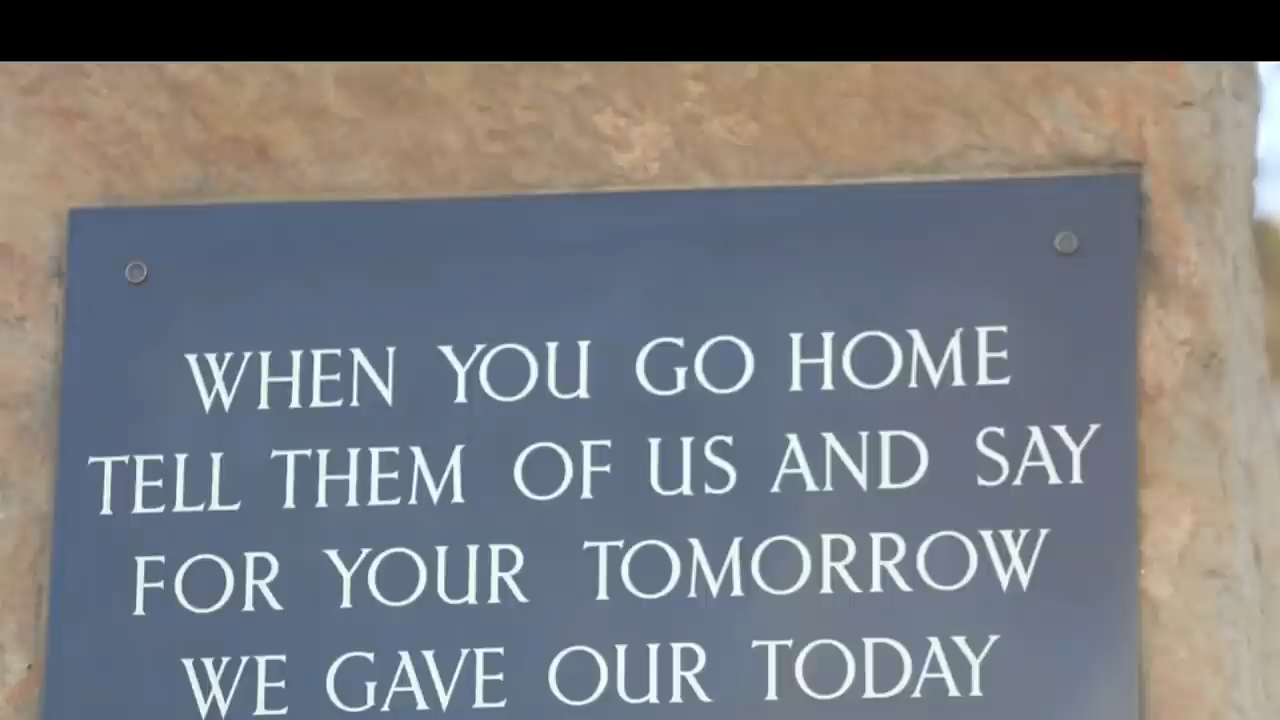 WHEN YOU GO HOME
TELL THEM OF US AND SAY
FOR YOUR TOMORROW
WE GAVE OUR TODAY